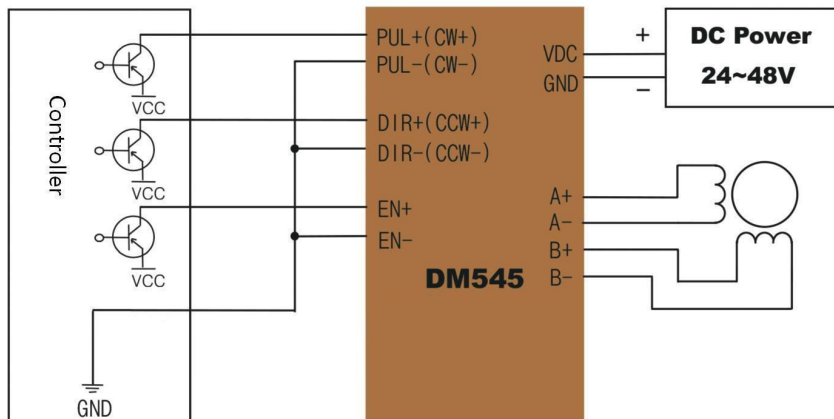 Controller
VCC
VCC
VCC
GND
PUL+(CW+)
PUL-(CW-)
DIR+(CCW+)
DIR-(CCW-)
EN+
EN-
DM545
VDC
GND
A+
A-
B+
B-
+
−
DC Power
24~48V